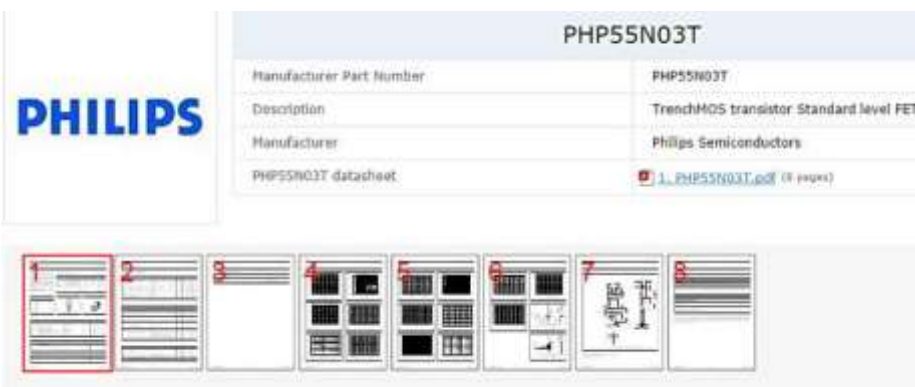 PHP55N03T
PHILIPS
Manufacturer Part Number PHP55N03T
Description TrenchMOS transistor Standard level FET
Manufacturer Philips Semiconductors
PHP55N03T datasheet 1. PHP55N03T.pdf (8 pages)
1 2 3 4 5 6 7 8